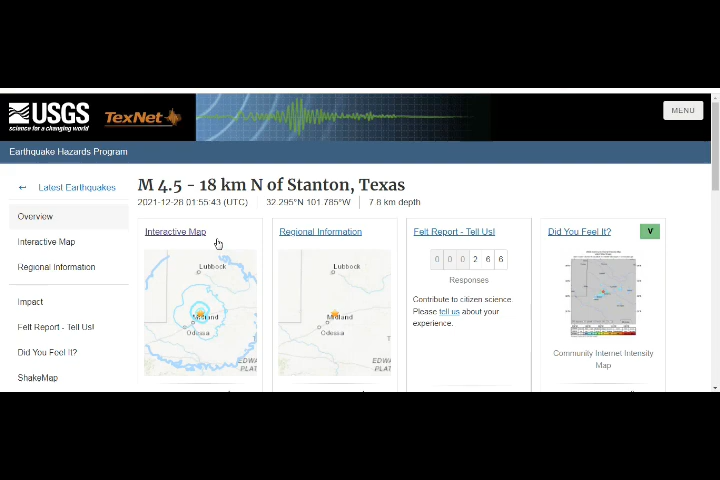 USGS
science for a changing world
TexNet
MENU
Earthquake Hazards Program
↩ Latest Earthquakes
M 4.5 - 18 km N of Stanton, Texas
2021-12-28 01:55:43 (UTC) 32.295°N 101.785°W 7.8 km depth
Overview
Interactive Map
Regional Information
Impact
Felt Report - Tell Us!
Did You Feel It?
ShakeMap
Interactive Map
Lubbock
Midland
Odessa
EDWA
PLAT
Regional Information
Lubbock
Midland
Odessa
EDWA
PLAT
Felt Report - Tell Us!
0 0 0 2 6 6
Responses
Contribute to citizen science.
Please tell us about your
experience.
Did You Feel It?
V
Community Internet Intensity
Map